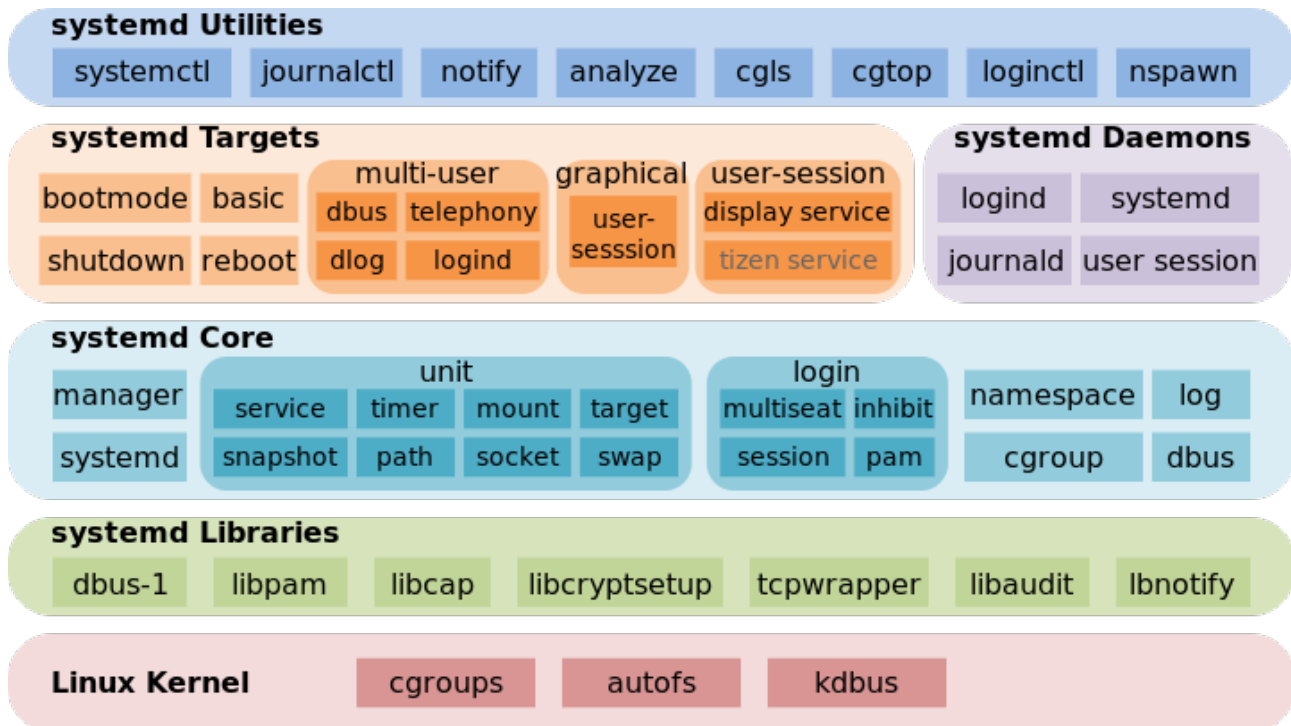 systemd Utilities
systemctl journalctl notify analyze cgls cgtop loginctl nspawn
systemd Targets
bootmode basic
shutdown reboot
multi-user
dbus telephony
dlog logind
graphical
user-
sesssion
user-session
display service
tizen service
systemd Daemons
logind systemd
journald user session
systemd Core
manager
systemd
unit
service timer mount target
snapshot path socket swap
login
multiseat inhibit
session pam
namespace log
cgroup dbus
systemd Libraries
dbus-1 libpam libcap libcryptsetup tcpwrapper libaudit lbnotify
Linux Kernel cgroups autofs kdbus